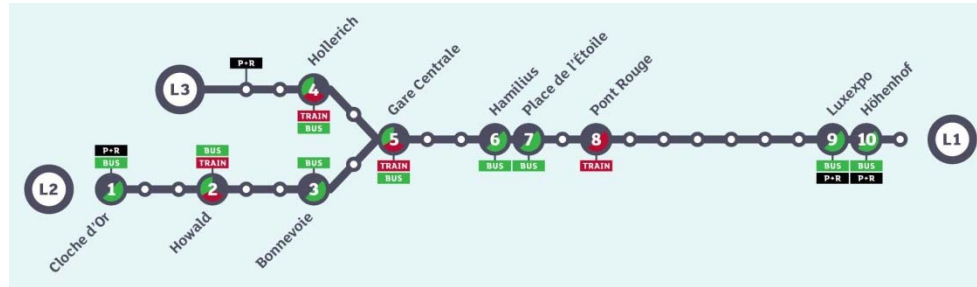 Hollerich
Gare Centrale
Hamilius
Place de l'Étoile
Pont Rouge
Luxexpo
Höhenhof
P+R
L3
4
TRAIN
BUS
5
TRAIN
BUS
6
BUS
7
BUS
8
TRAIN
9
BUS
P+R
10
BUS
P+R
L1
L2
P+R
BUS
1
BUS
TRAIN
2
BUS
3
Cloche d'Or
Howald
Bonnevoie